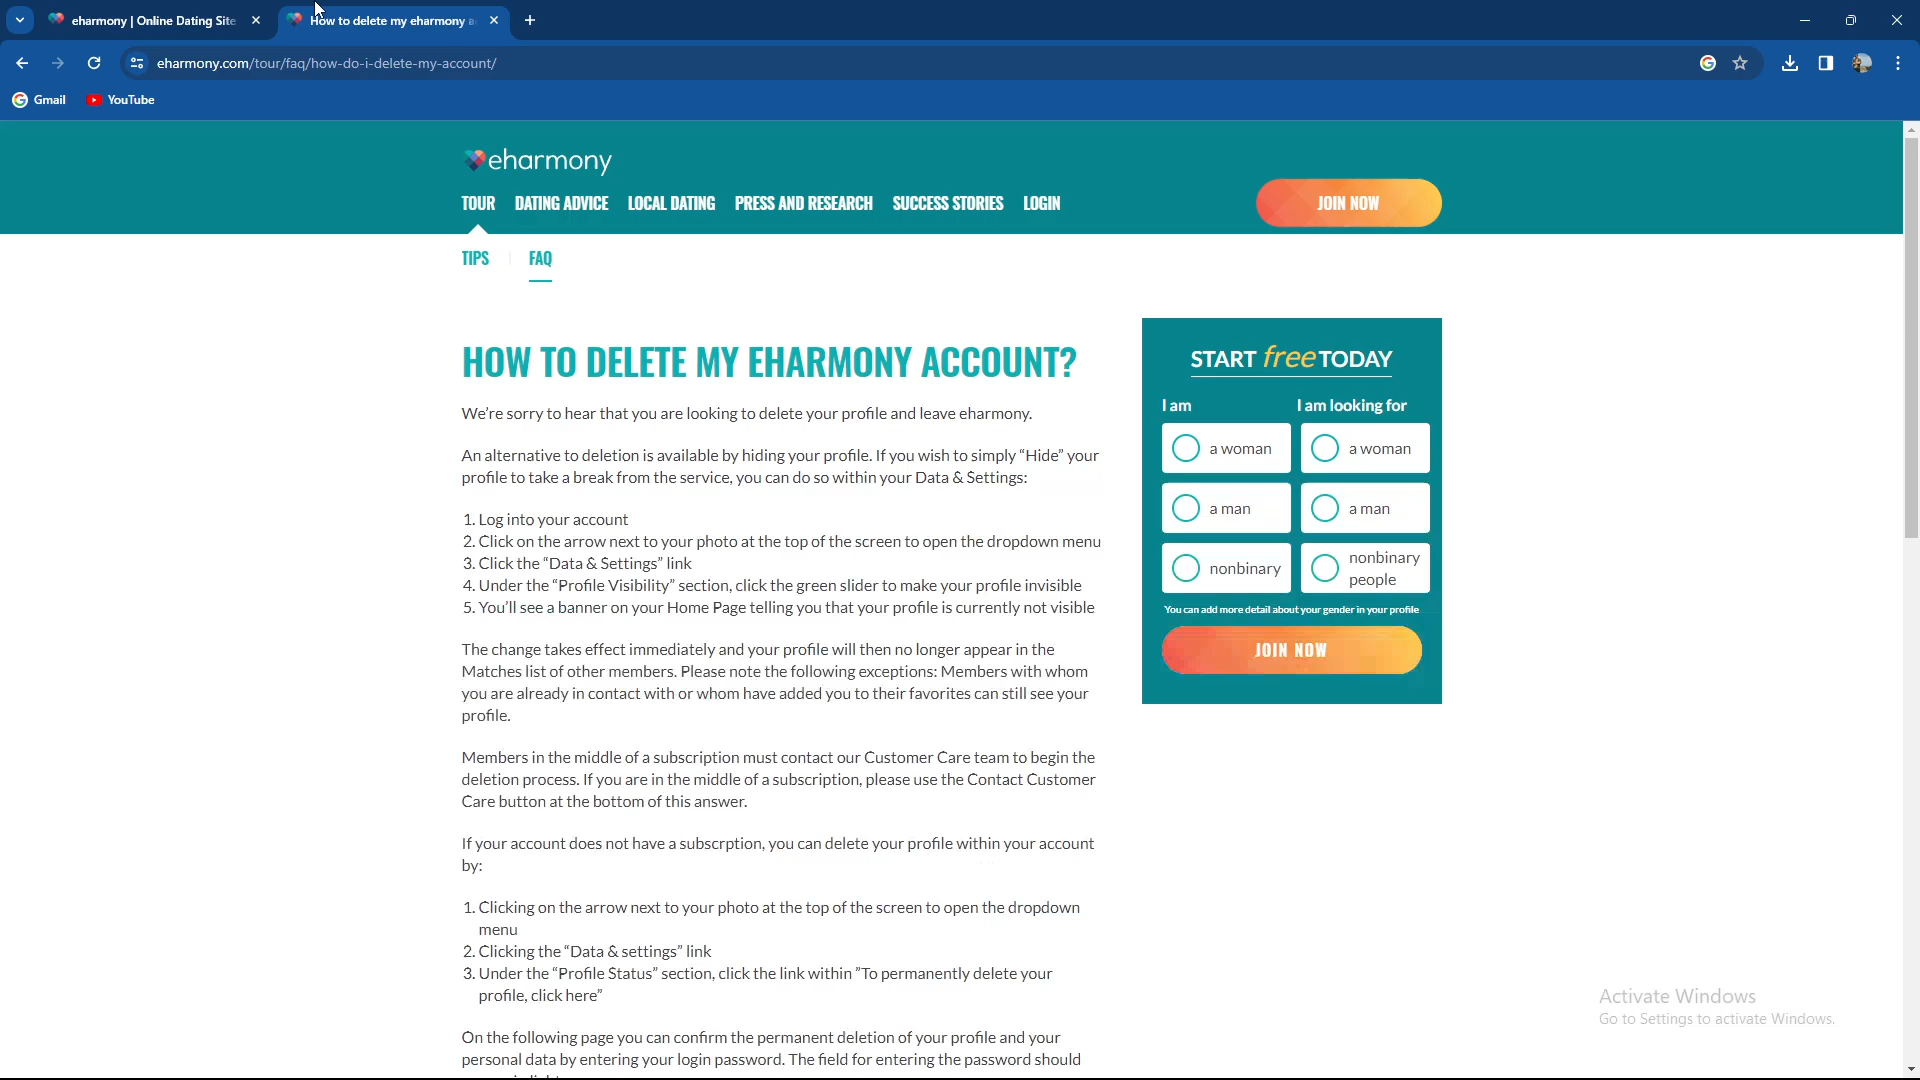 eharmony | Online Dating Site
How to delete my eharmony a
eharmony.com/tour/faq/how-do-i-delete-my-account/
Gmail
YouTube
eharmony
TOUR DATING ADVICE LOCAL DATING PRESS AND RESEARCH SUCCESS STORIES LOGIN
JOIN NOW
TIPS FAQ
HOW TO DELETE MY EHARMONY ACCOUNT?
We're sorry to hear that you are looking to delete your profile and leave eharmony.
An alternative to deletion is available by hiding your profile. If you wish to simply “Hide” your
profile to take a break from the service, you can do so within your Data & Settings:
1. Log into your account
2. Click on the arrow next to your photo at the top of the screen to open the dropdown menu
3. Click the “Data & Settings” link
4. Under the “Profile Visibility” section, click the green slider to make your profile invisible
5. You'll see a banner on your Home Page telling you that your profile is currently not visible
The change takes effect immediately and your profile will then no longer appear in the
Matches list of other members. Please note the following exceptions: Members with whom
you are already in contact with or whom have added you to their favorites can still see your
profile.
Members in the middle of a subscription must contact our Customer Care team to begin the
deletion process. If you are in the middle of a subscription, please use the Contact Customer
Care button at the bottom of this answer.
If your account does not have a subscrption, you can delete your profile within your account
by:
1. Clicking on the arrow next to your photo at the top of the screen to open the dropdown
menu
2. Clicking the “Data & settings” link
3. Under the “Profile Status” section, click the link within ”To permanently delete your
profile, click here”
On the following page you can confirm the permanent deletion of your profile and your
personal data by entering your login password. The field for entering the password should
START free TODAY
I am
I am looking for
a woman
a woman
a man
a man
nonbinary
nonbinary
people
You can add more detail about your gender in your profile
JOIN NOW
Activate Windows
Go to Settings to activate Windows.